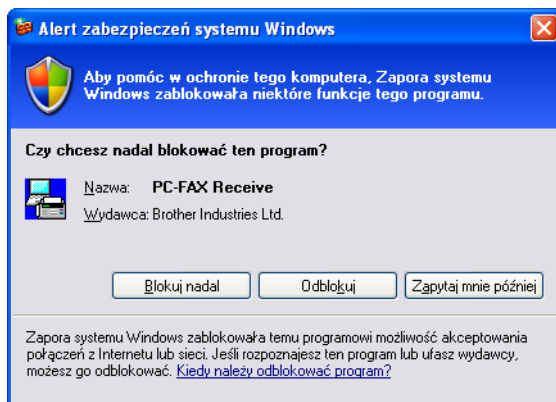 Alert zabezpieczeń systemu Windows
Aby pomóc w ochronie tego komputera, Zapora systemu
Windows zablokowała niektóre funkcje tego programu.
Czy chcesz nadal blokować ten program?
Nazwa: PC-FAX Receive
Wydawca: Brother Industries Ltd.
Blokuj nadal Odblokuj Zapytaj mnie później
Zapora systemu Windows zablokowała temu programowi możliwość akceptowania
połączeń z Internetu lub sieci. Jeśli rozpoznajesz ten program lub ufasz wydawcy,
możesz go odblokować. Kiedy należy odblokować program?